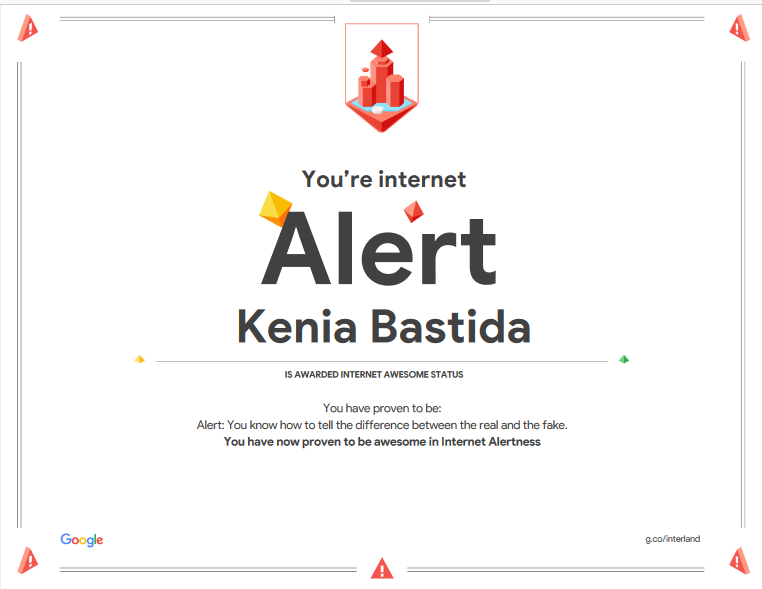 You're internet
Alert
Kenia Bastida
IS AWARDED INTERNET AWESOME STATUS
You have proven to be:
Alert: You know how to tell the difference between the real and the fake.
You have now proven to be awesome in Internet Alertness
Google
g.co/interland